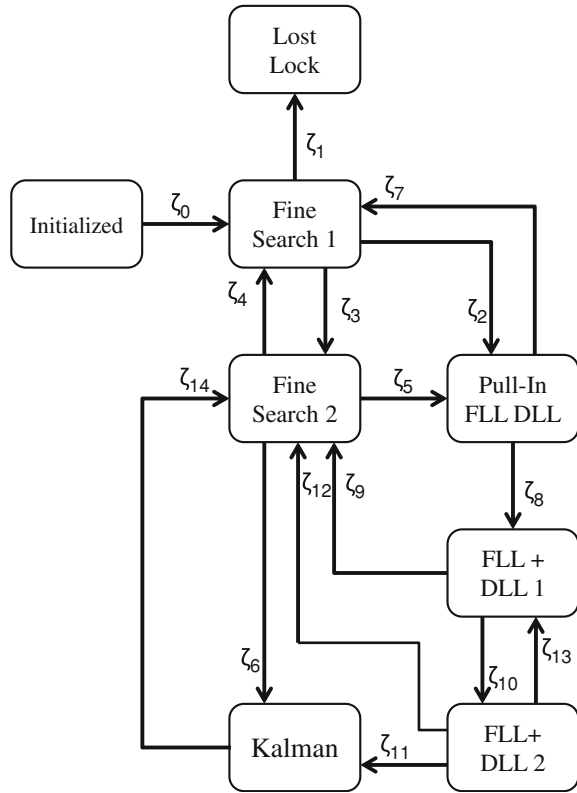 Lost
Lock
ζ1
Initialized
ζ0
Fine
Search 1
ζ7
ζ4
ζ3
ζ2
ζ14
Fine
Search 2
ζ5
Pull-In
FLL DLL
ζ12
ζ9
ζ8
FLL +
DLL 1
ζ6
ζ10
ζ13
Kalman
ζ11
FLL+
DLL 2